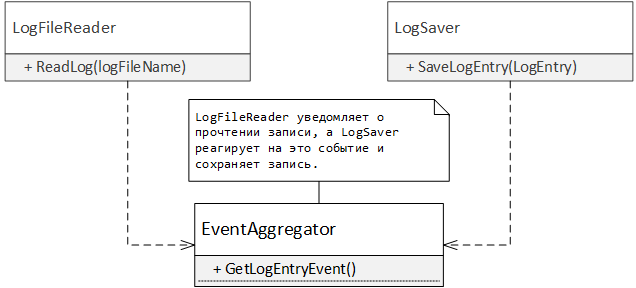 LogFileReader
+ ReadLog(logFileName)
LogSaver
+ SaveLogEntry(LogEntry)
LogFileReader уведомляет о
прочтении записи, а LogSaver
реагирует на это событие и
сохраняет запись.
EventAggregator
+ GetLogEntryEvent()